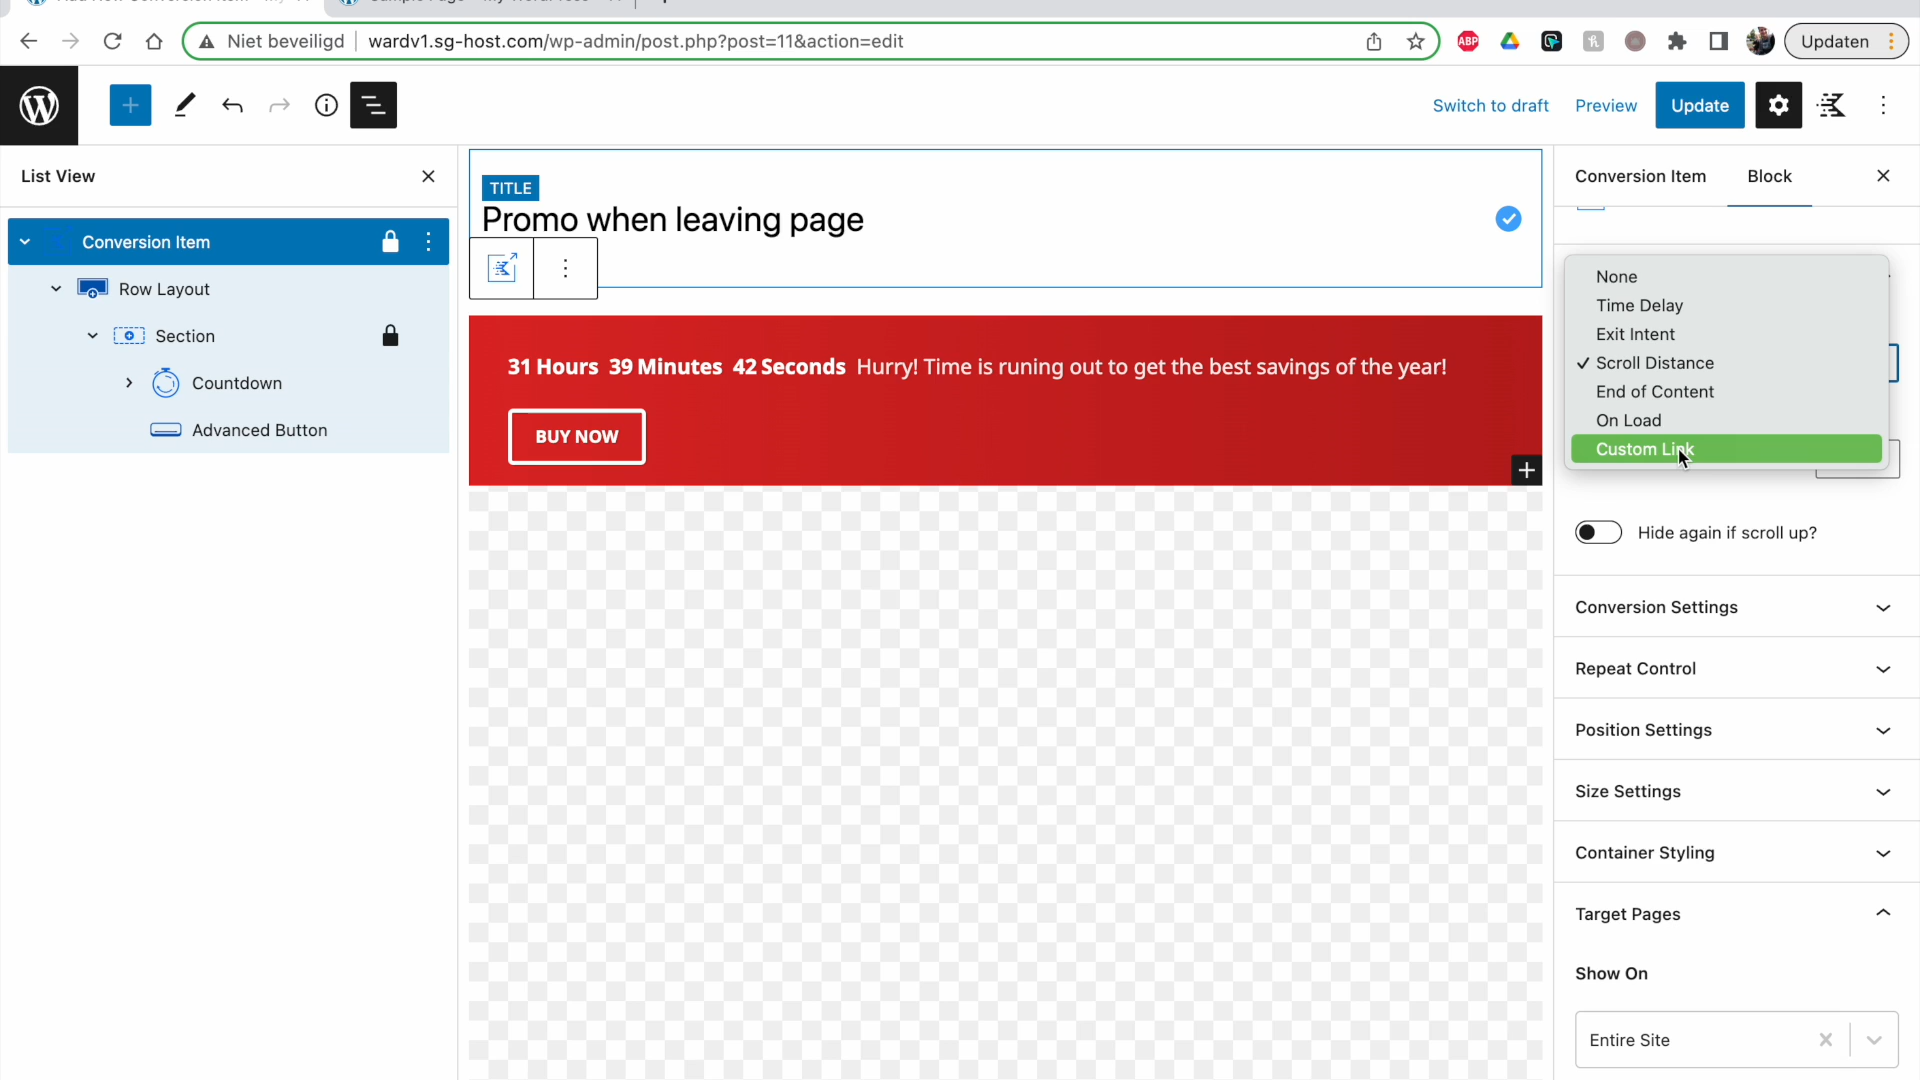 Niet beveiligd
wardv1.sg-host.com/wp-admin/post.php?post=11&action=edit
ABP
Updaten
Switch to draft
Preview
Update
List View
Conversion Item
Row Layout
Section
Countdown
Advanced Button
TITLE
Promo when leaving page
31 Hours 39 Minutes 42 Seconds Hurry! Time is runing out to get the best savings of the year!
BUY NOW
Conversion Item
Block
None
Time Delay
Exit Intent
Scroll Distance
End of Content
On Load
Custom Link
Hide again if scroll up?
Conversion Settings
Repeat Control
Position Settings
Size Settings
Container Styling
Target Pages
Show On
Entire Site